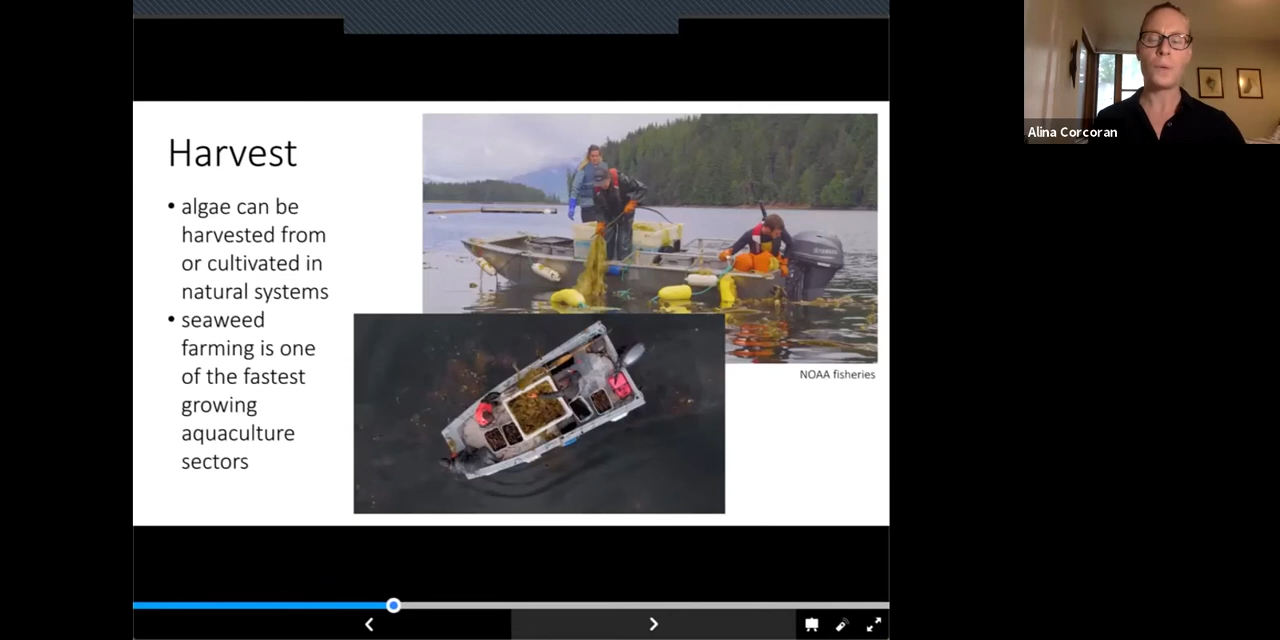 Alina Corcoran
Harvest
• algae can be
harvested from
or cultivated in
natural systems
• seaweed
farming is one
of the fastest
growing
aquaculture
sectors
YAMAHA
NOAA fisheries